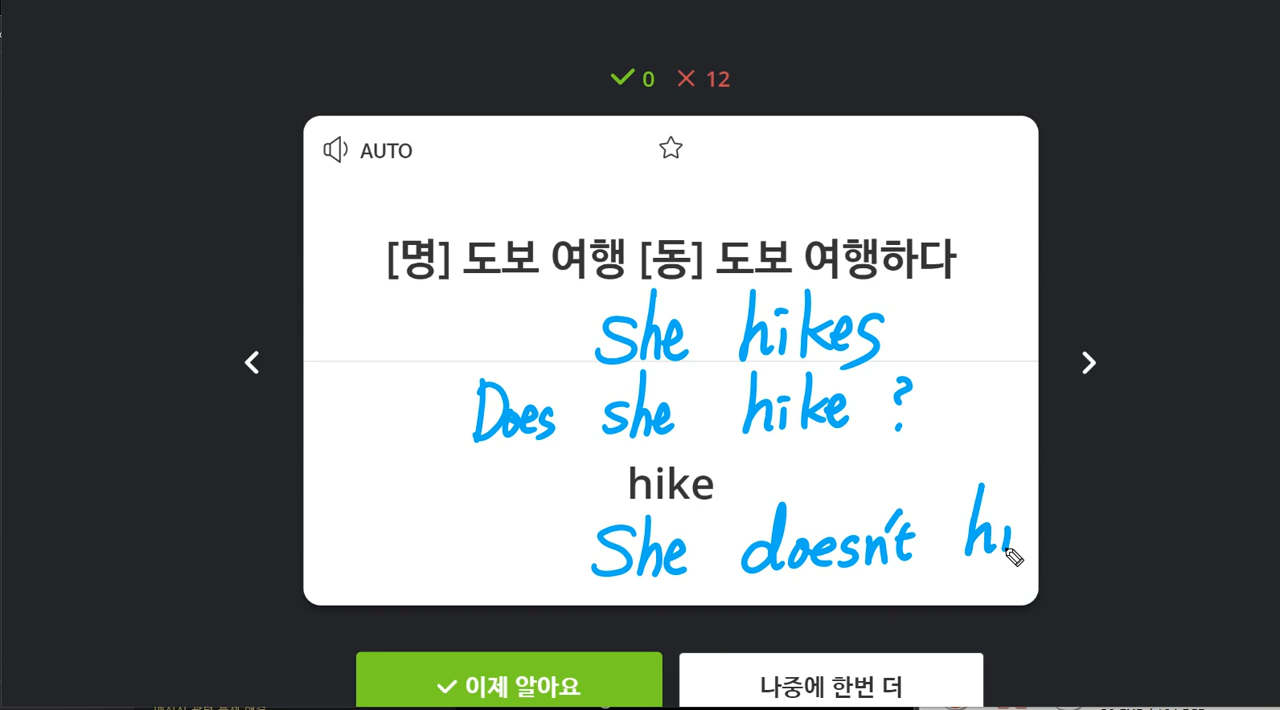 0 12
AUTO
[명] 도보 여행 [동] 도보 여행하다
She hikes
Does she hike ?
hike
She doesn't hi
이제 알아요
나중에 한번 더